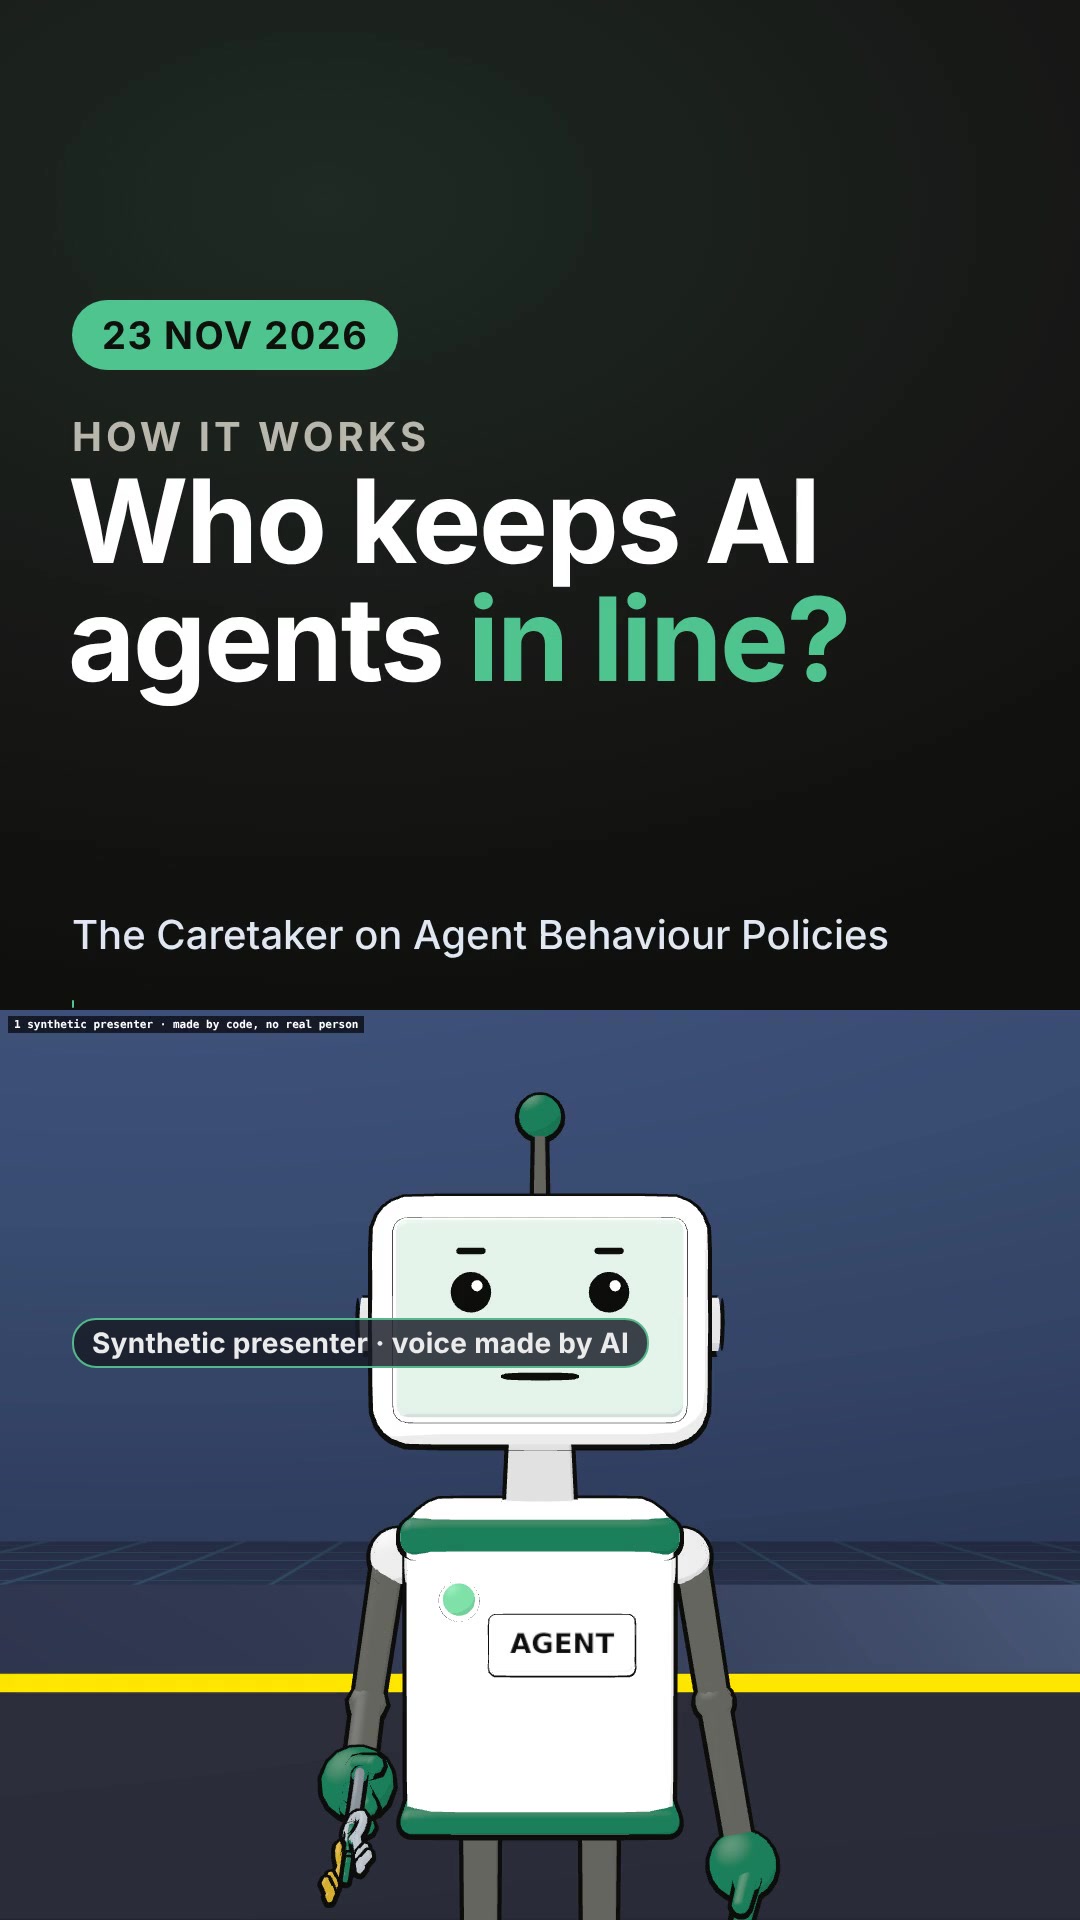 23 NOV 2026
HOW IT WORKS
Who keeps AI
agents in line?
The Caretaker on Agent Behaviour Policies
1 synthetic presenter · made by code, no real person
Synthetic presenter · voice made by AI
AGENT